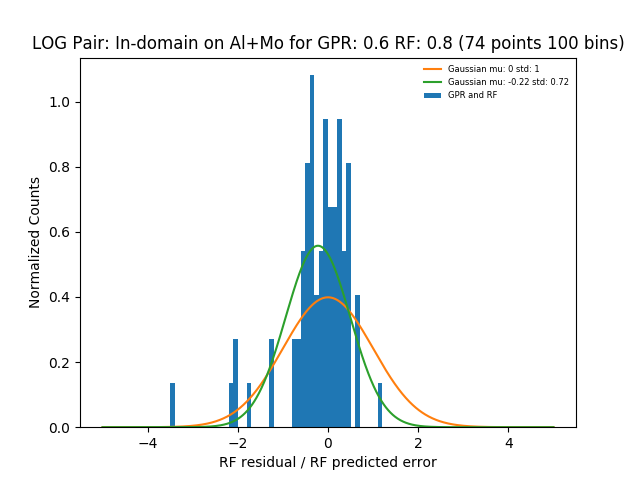 LOG Pair: In-domain on Al+Mo for GPR: 0.6 RF: 0.8 (74 points 100 bins)
Gaussian mu: 0 std: 1
Gaussian mu: -0.22 std: 0.72
GPR and RF
1.0
0.8
0.6
0.4
0.2
0.0
Normalized Counts
−4
−2
0
2
4
RF residual / RF predicted error